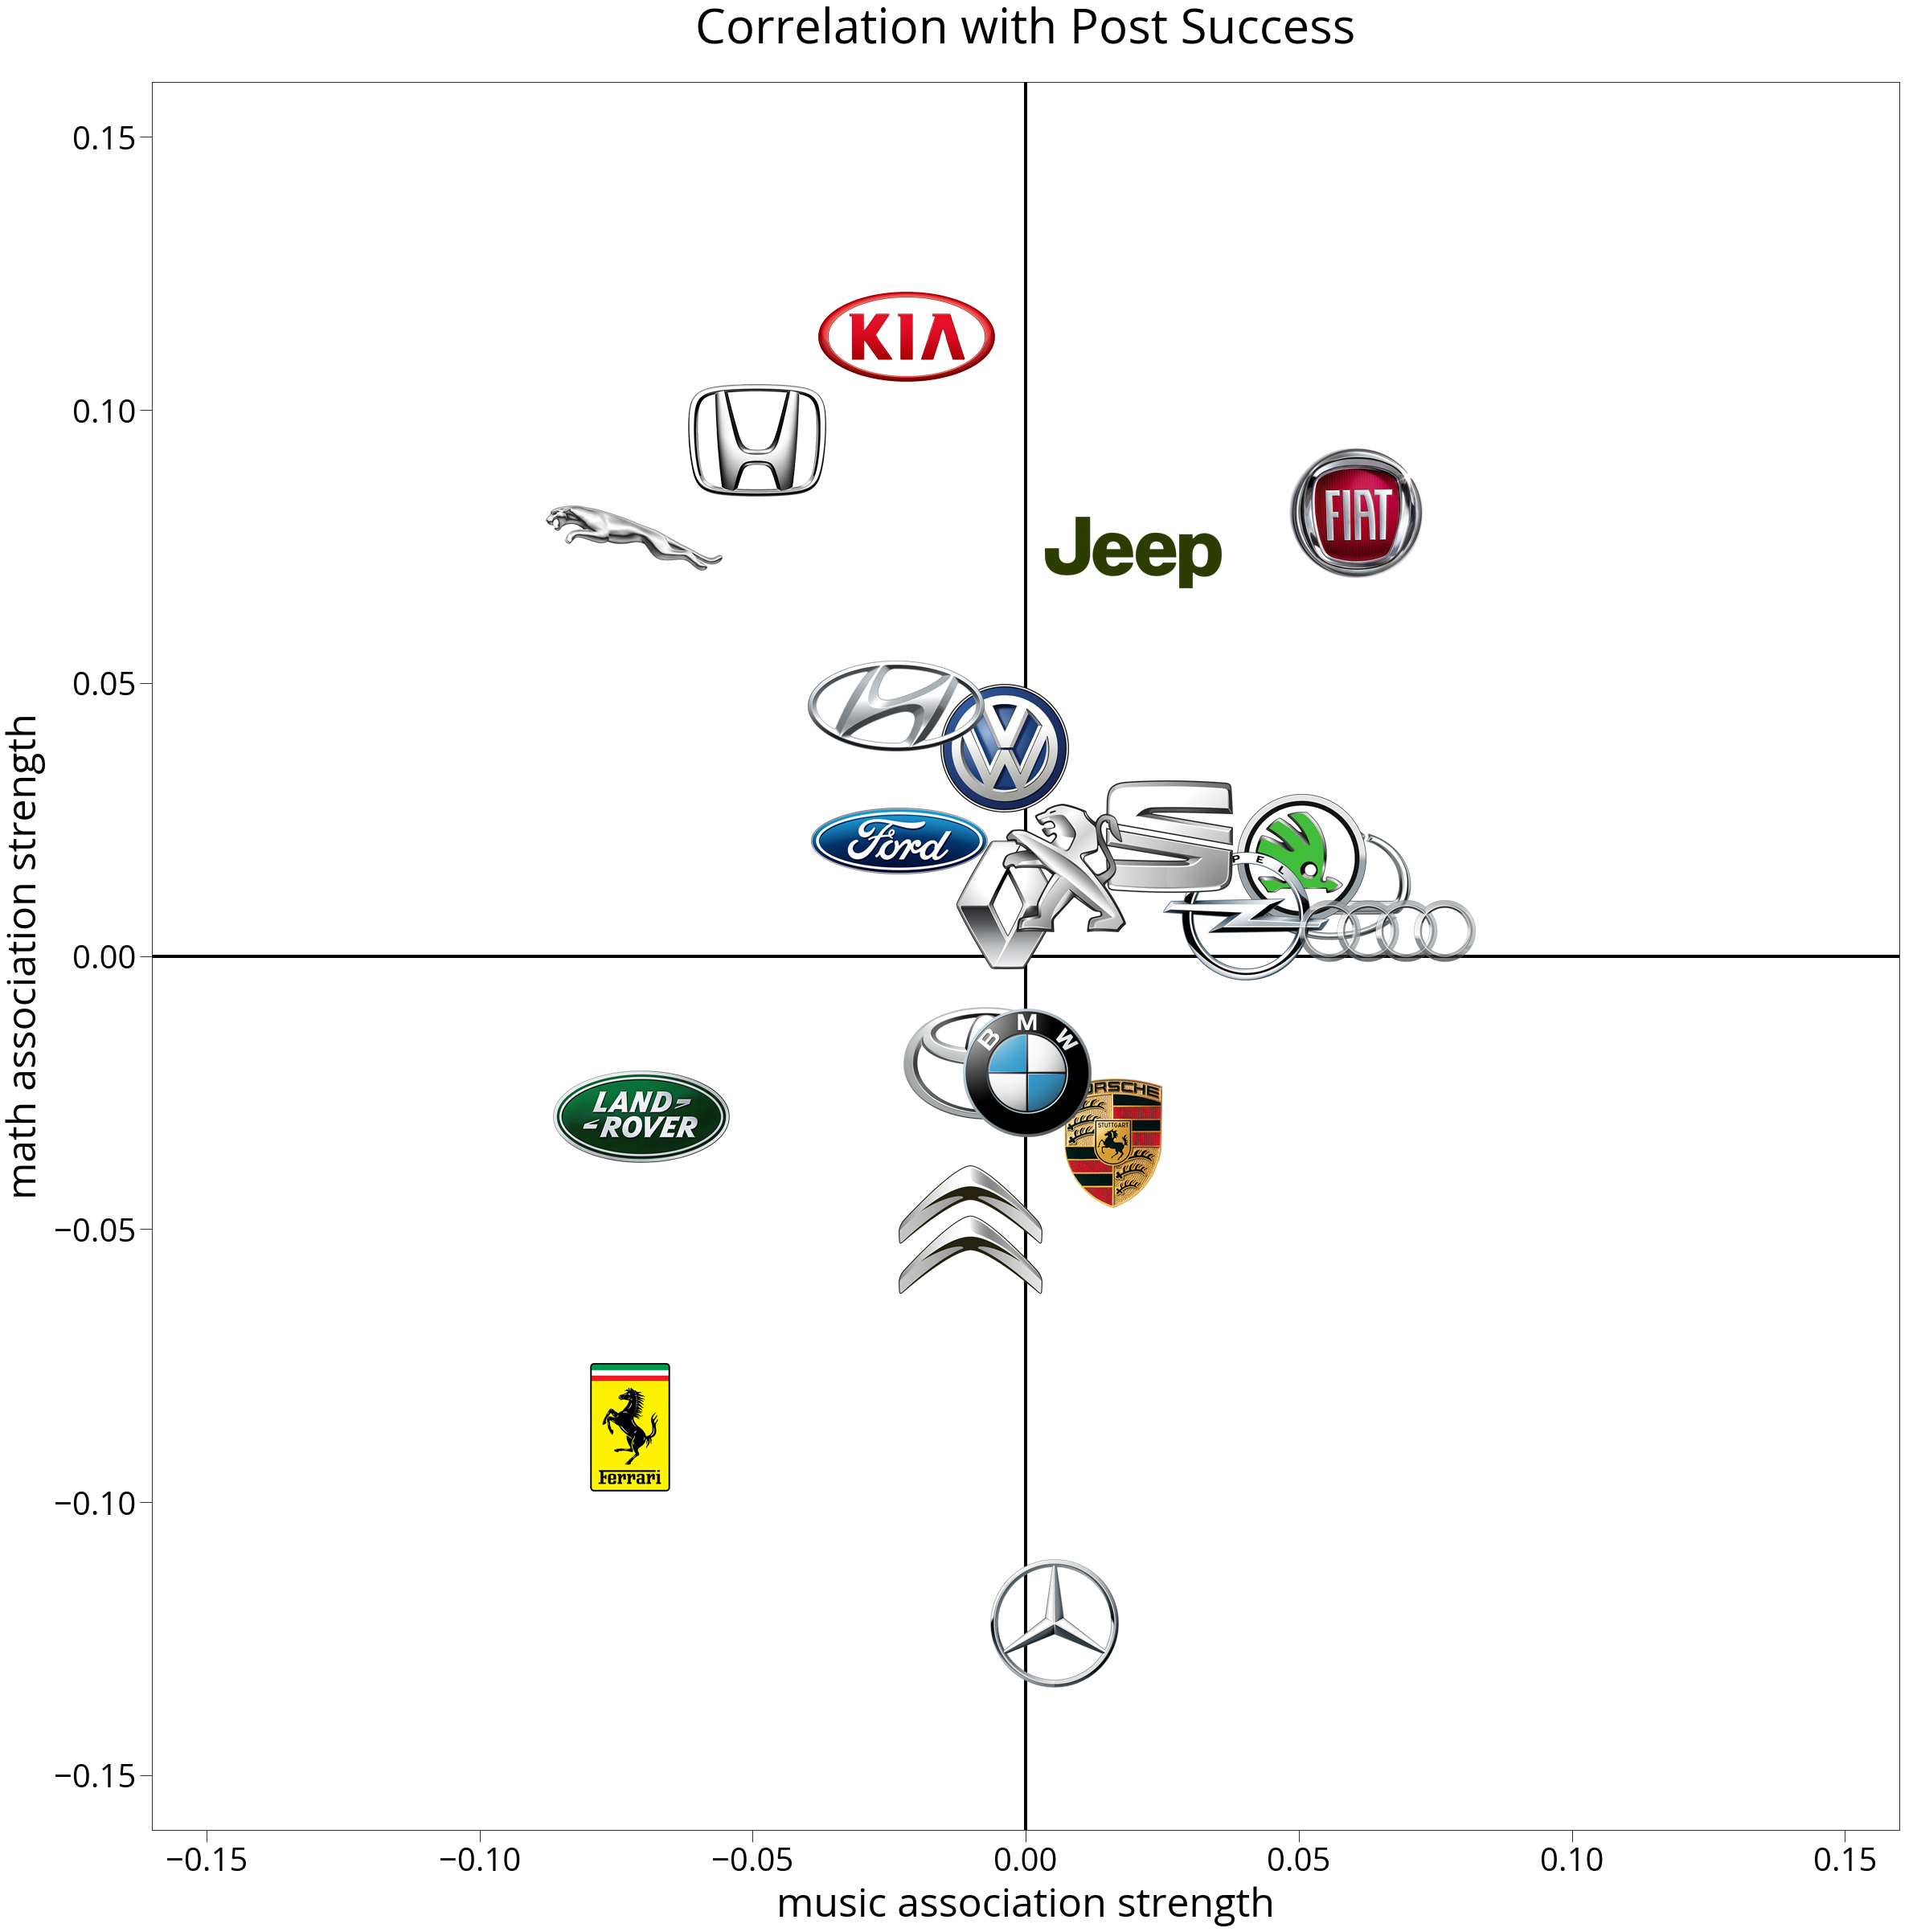 Correlation with Post Success
0.15
KIA
0.10
FIAT
Jeep
0.05
Ford
PEL
0.00
BMW
LAND-
-ROVER
ORSCHE
STUTTGART
−0.05
Ferrari
−0.10
−0.15
math association strength
−0.15 −0.10 −0.05 0.00 0.05 0.10 0.15
music association strength